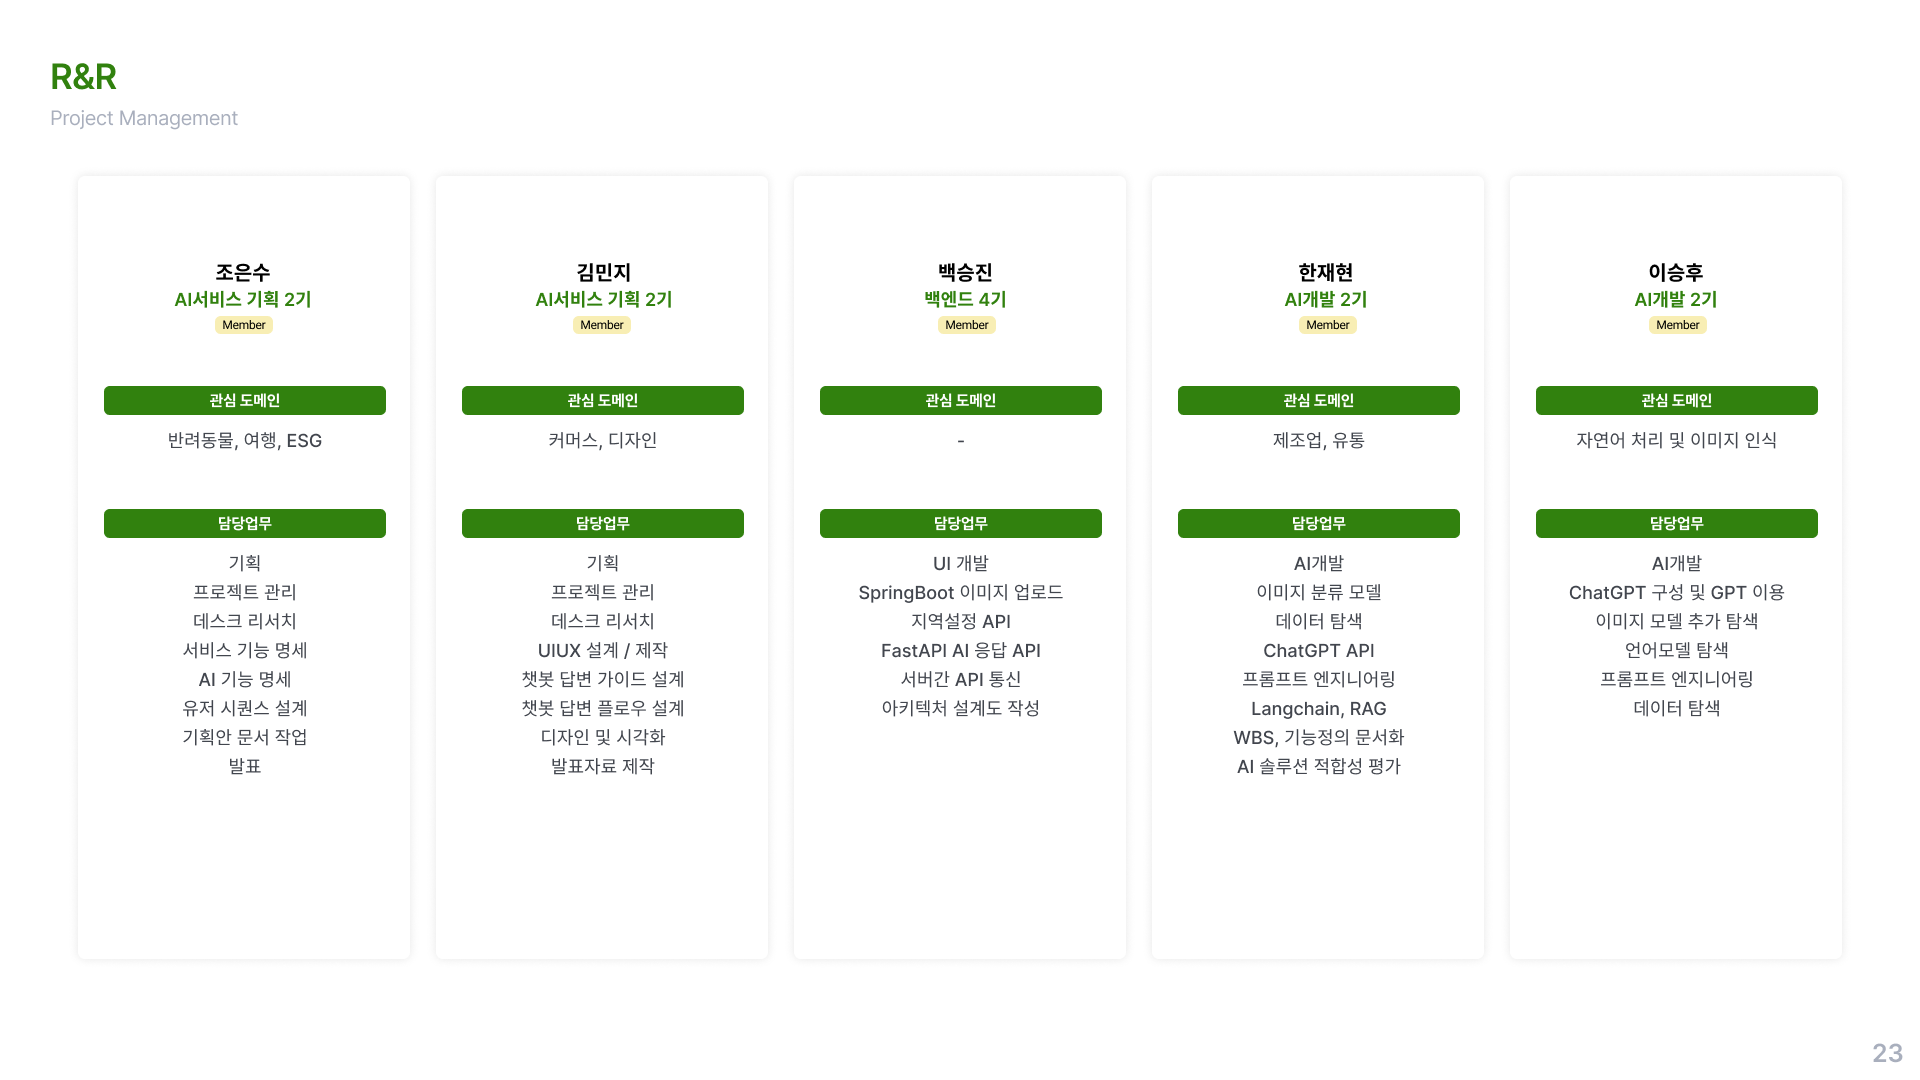 R&R
Project Management
조은수
AI서비스 기획 2기
Member
관심 도메인
반려동물, 여행, ESG
담당업무
기획
프로젝트 관리
데스크 리서치
서비스 기능 명세
AI 기능 명세
유저 시퀀스 설계
기획안 문서 작업
발표
김민지
AI서비스 기획 2기
Member
관심 도메인
커머스, 디자인
담당업무
기획
프로젝트 관리
데스크 리서치
UIUX 설계 / 제작
챗봇 답변 가이드 설계
챗봇 답변 플로우 설계
디자인 및 시각화
발표자료 제작
백승진
백엔드 4기
Member
관심 도메인
-
담당업무
UI 개발
SpringBoot 이미지 업로드
지역설정 API
FastAPI AI 응답 API
서버간 API 통신
아키텍처 설계도 작성
한재현
AI개발 2기
Member
관심 도메인
제조업, 유통
담당업무
AI개발
이미지 분류 모델
데이터 탐색
ChatGPT API
프롬프트 엔지니어링
Langchain, RAG
WBS, 기능정의 문서화
AI 솔루션 적합성 평가
이승후
AI개발 2기
Member
관심 도메인
자연어 처리 및 이미지 인식
담당업무
AI개발
ChatGPT 구성 및 GPT 이용
이미지 모델 추가 탐색
언어모델 탐색
프롬프트 엔지니어링
데이터 탐색
23